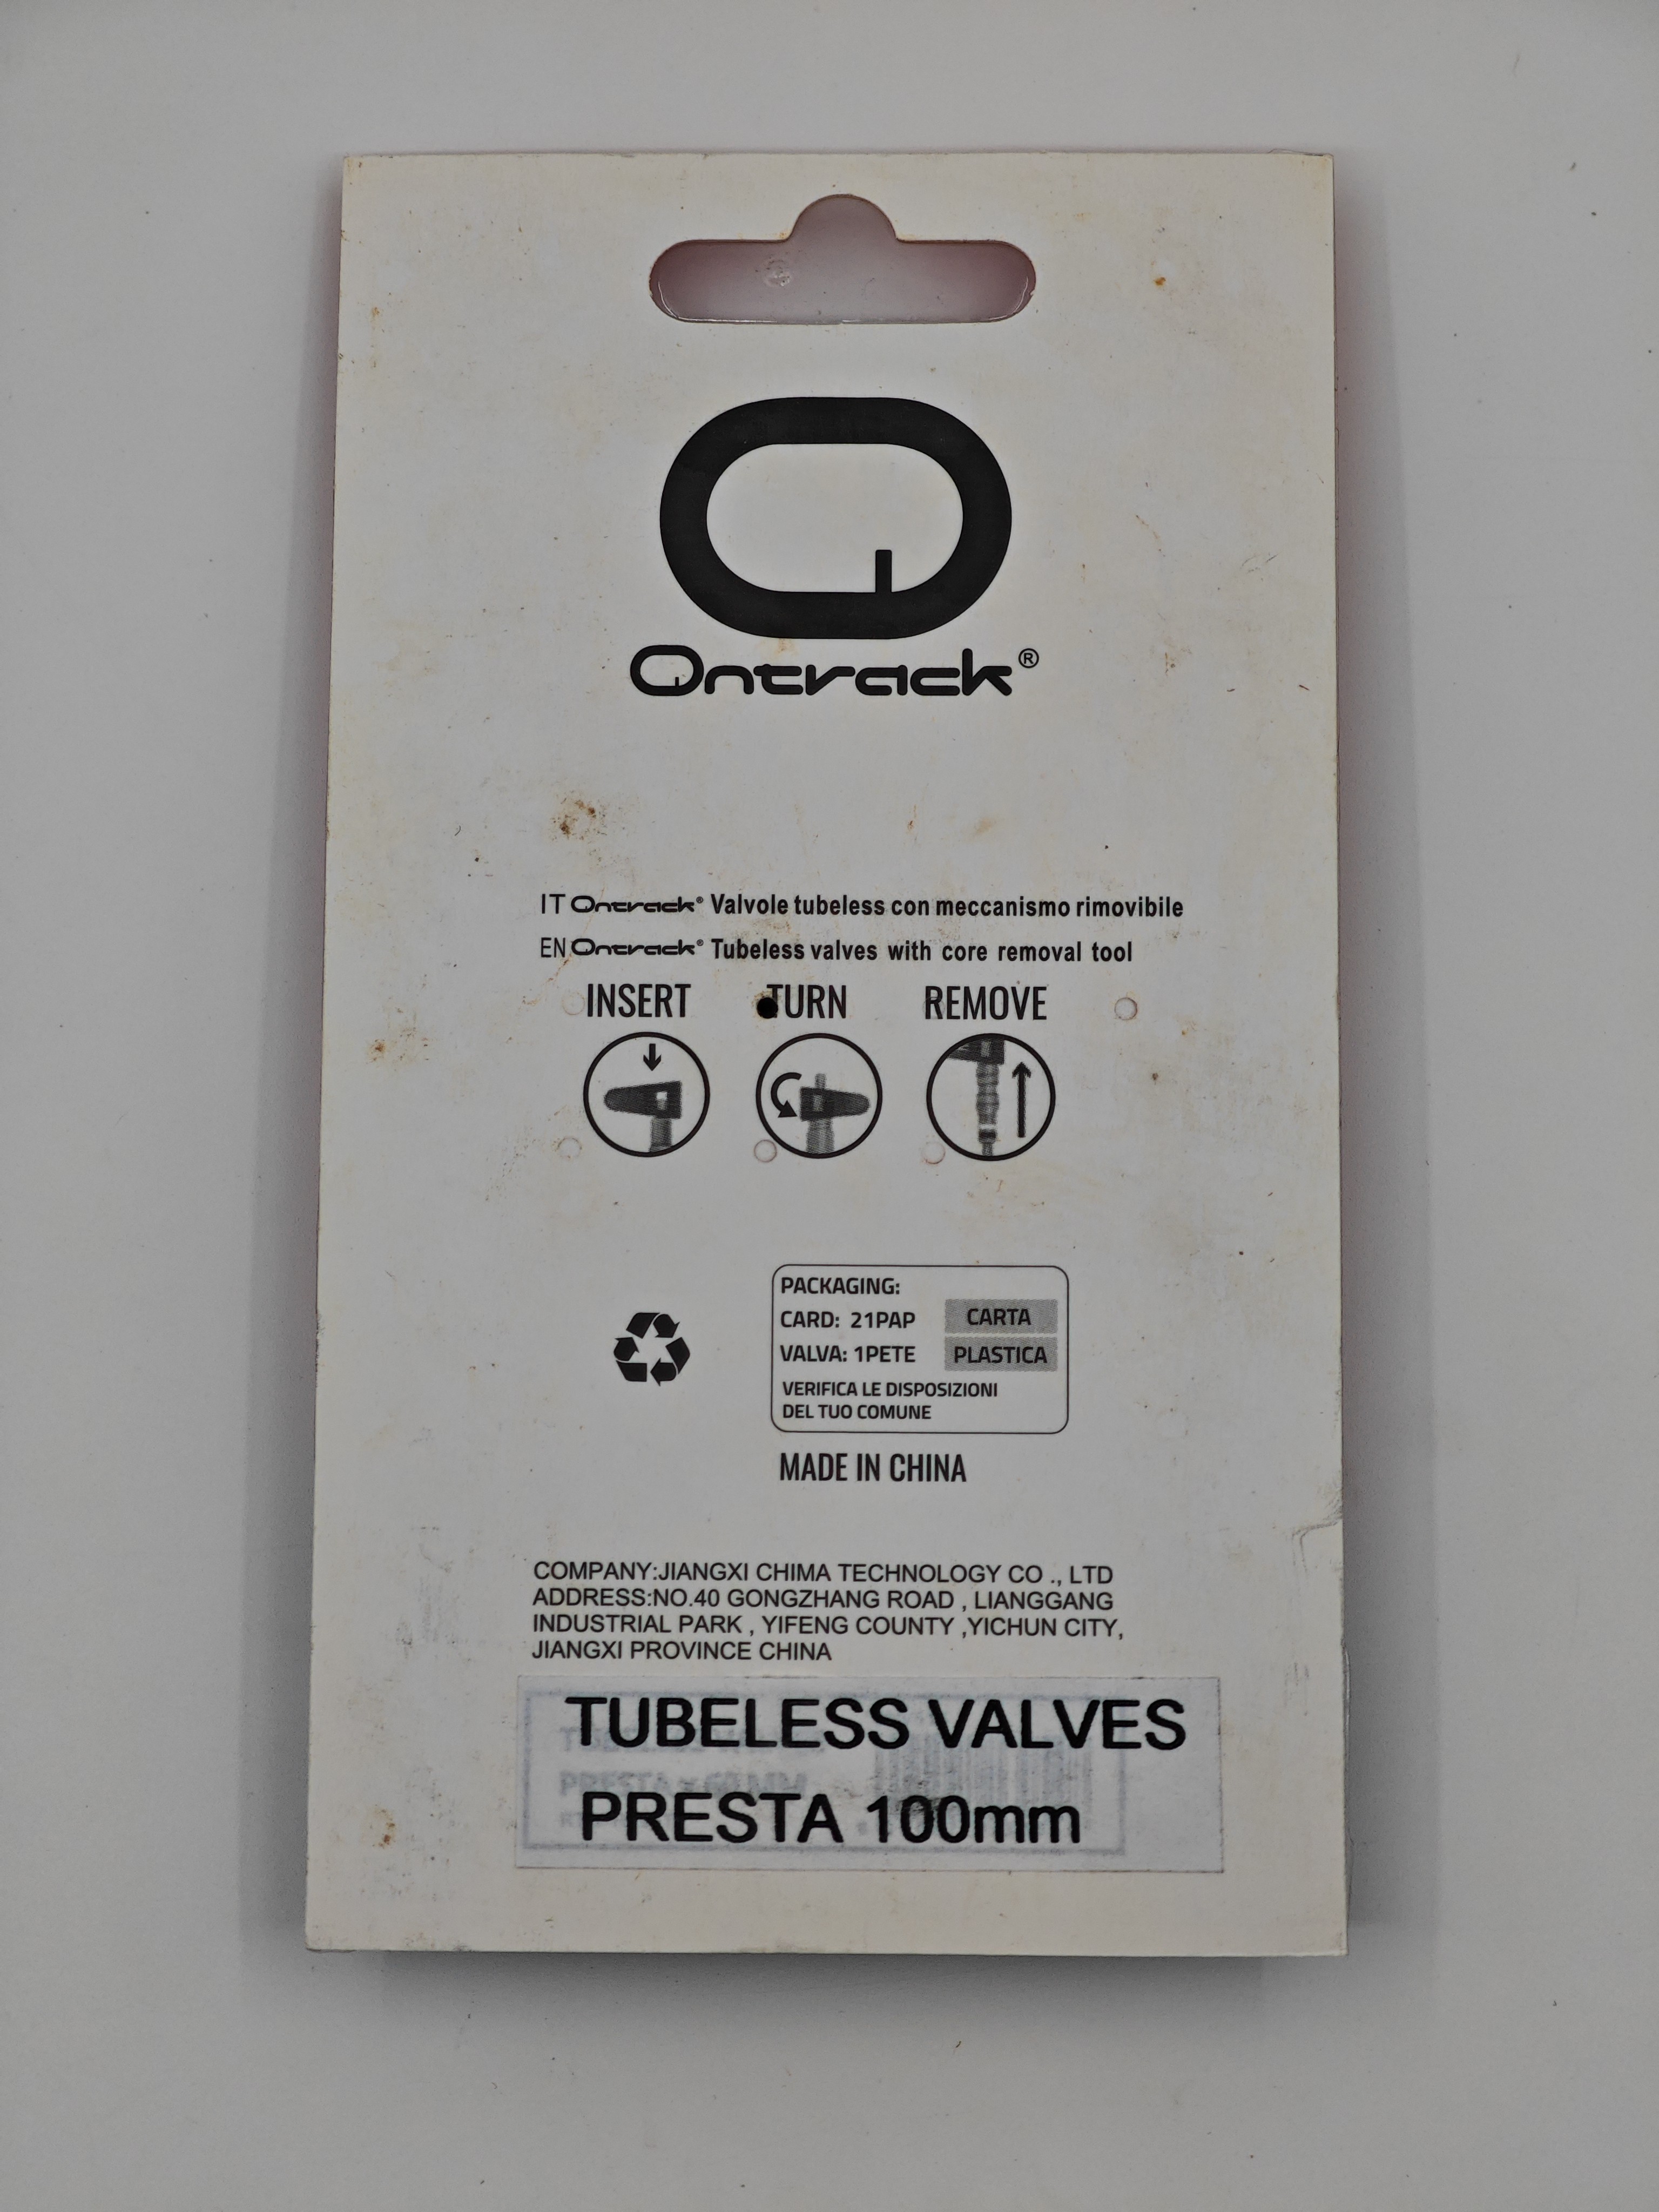 Ontrack®
IT Ontrack® Valvole tubeless con meccanismo rimovibile
EN Ontrack® Tubeless valves with core removal tool
INSERT TURN REMOVE
PACKAGING:
CARD: 21PAP CARTA
VALVA: 1PETE PLASTICA
VERIFICA LE DISPOSIZIONI
DEL TUO COMUNE
MADE IN CHINA
COMPANY:JIANGXI CHIMA TECHNOLOGY CO ., LTD
ADDRESS:NO.40 GONGZHANG ROAD , LIANGGANG
INDUSTRIAL PARK , YIFENG COUNTY ,YICHUN CITY,
JIANGXI PROVINCE CHINA
TUBELESS VALVES
PRESTA 100mm